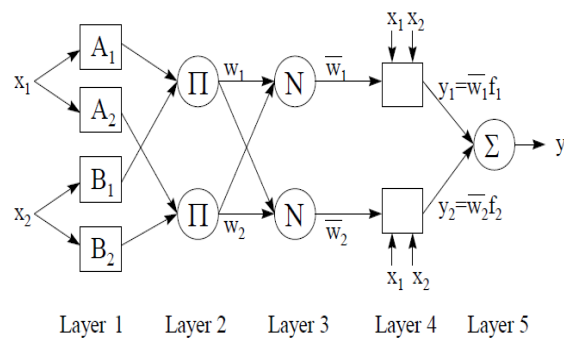 x1 x2
A1
w1
w̅1
x1
Π
N
y1=w̅1f1
A2
Σ
y
B1
x2
Π
N
y2=w̅2f2
w2
w̅2
B2
x1 x2
Layer 1 Layer 2 Layer 3 Layer 4 Layer 5